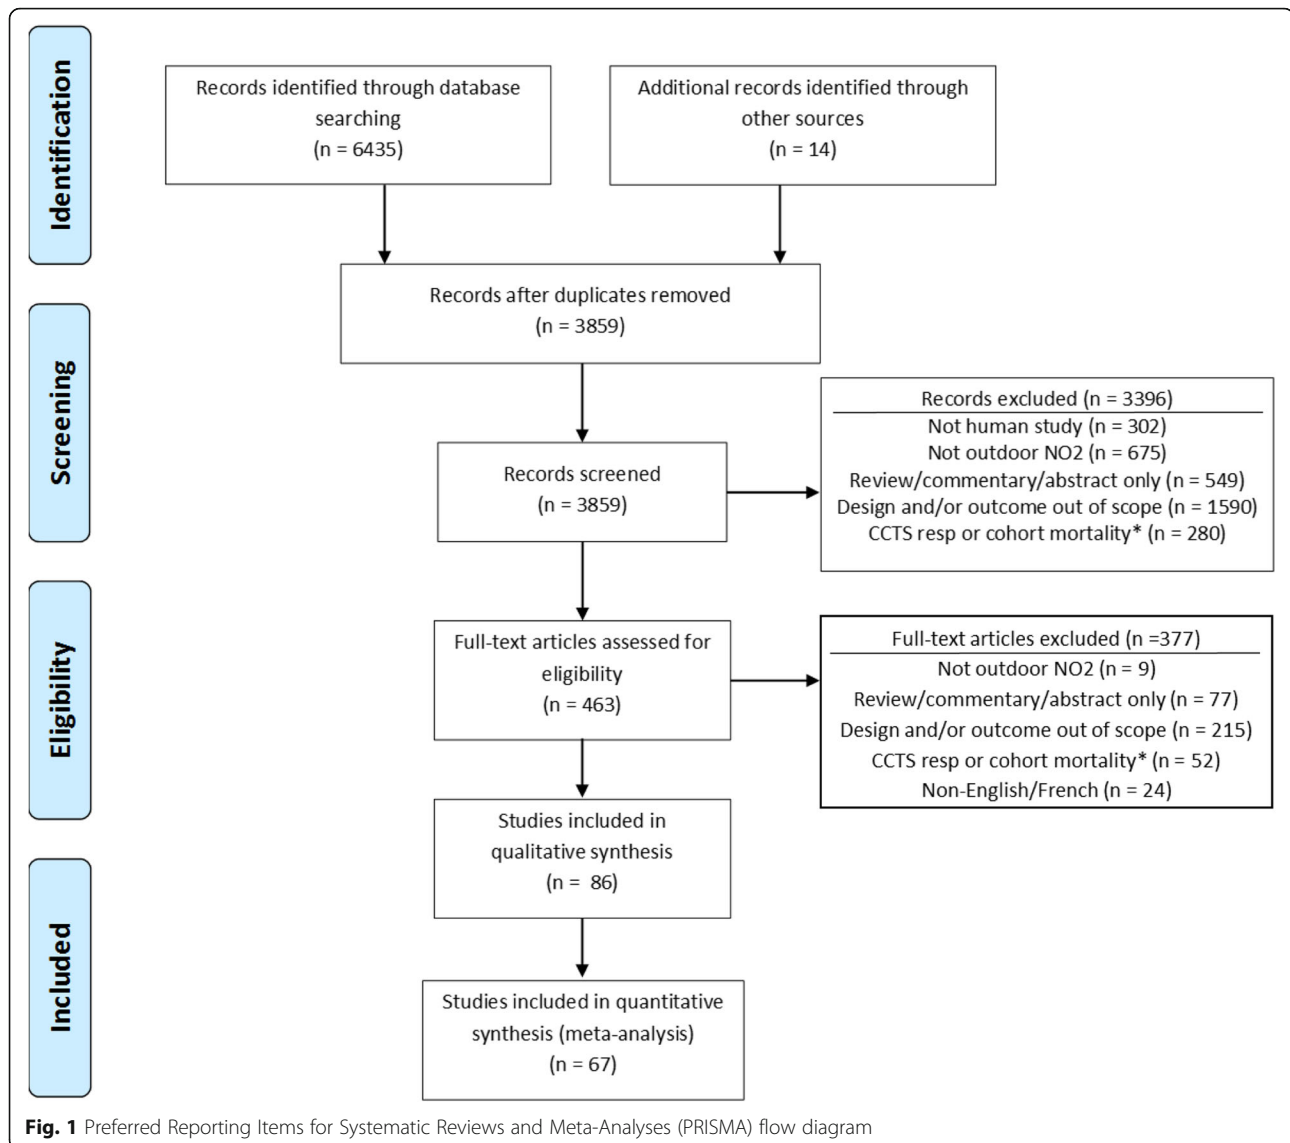 Identification
Records identified through database
searching
(n = 6435)
Additional records identified through
other sources
(n = 14)
Records after duplicates removed
(n = 3859)
Screening
Records screened
(n = 3859)
Records excluded (n = 3396)
Not human study (n = 302)
Not outdoor NO2 (n = 675)
Review/commentary/abstract only (n = 549)
Design and/or outcome out of scope (n = 1590)
CCTS resp or cohort mortality* (n = 280)
Eligibility
Full-text articles assessed for
eligibility
(n = 463)
Full-text articles excluded (n =377)
Not outdoor NO2 (n = 9)
Review/commentary/abstract only (n = 77)
Design and/or outcome out of scope (n = 215)
CCTS resp or cohort mortality* (n = 52)
Non-English/French (n = 24)
Studies included in
qualitative synthesis
(n = 86)
Included
Studies included in quantitative
synthesis (meta-analysis)
(n = 67)
Fig. 1 Preferred Reporting Items for Systematic Reviews and Meta-Analyses (PRISMA) flow diagram